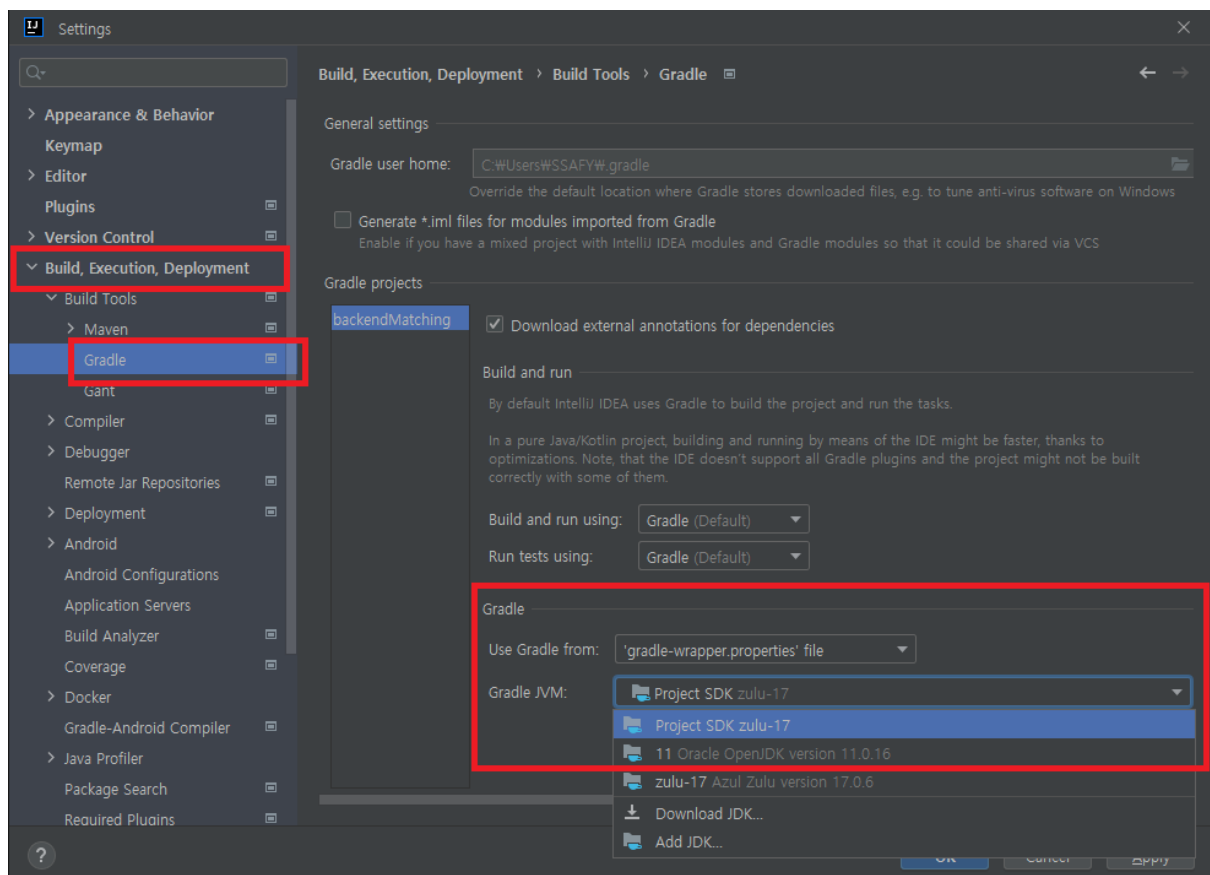 Settings
Build, Execution, Deployment › Build Tools › Gradle
Appearance & Behavior
Keymap
Editor
Plugins
Version Control
Build, Execution, Deployment
Build Tools
Maven
Gradle
Gant
Compiler
Debugger
Remote Jar Repositories
Deployment
Android
Android Configurations
Application Servers
Build Analyzer
Coverage
Docker
Gradle-Android Compiler
Java Profiler
Package Search
Required Plugins
General settings
Gradle user home: C:₩Users₩SSAFY₩.gradle
Override the default location where Gradle stores downloaded files, e.g. to tune anti-virus software on Windows
Generate *.iml files for modules imported from Gradle
Enable if you have a mixed project with IntelliJ IDEA modules and Gradle modules so that it could be shared via VCS
Gradle projects
backendMatching
Download external annotations for dependencies
Build and run
By default IntelliJ IDEA uses Gradle to build the project and run the tasks.
In a pure Java/Kotlin project, building and running by means of the IDE might be faster, thanks to
optimizations. Note, that the IDE doesn't support all Gradle plugins and the project might not be built
correctly with some of them.
Build and run using: Gradle (Default)
Run tests using: Gradle (Default)
Gradle
Use Gradle from: 'gradle-wrapper.properties' file
Gradle JVM: Project SDK zulu-17
Project SDK zulu-17
11 Oracle OpenJDK version 11.0.16
zulu-17 Azul Zulu version 17.0.6
Download JDK...
Add JDK...
?
OK Cancel Apply